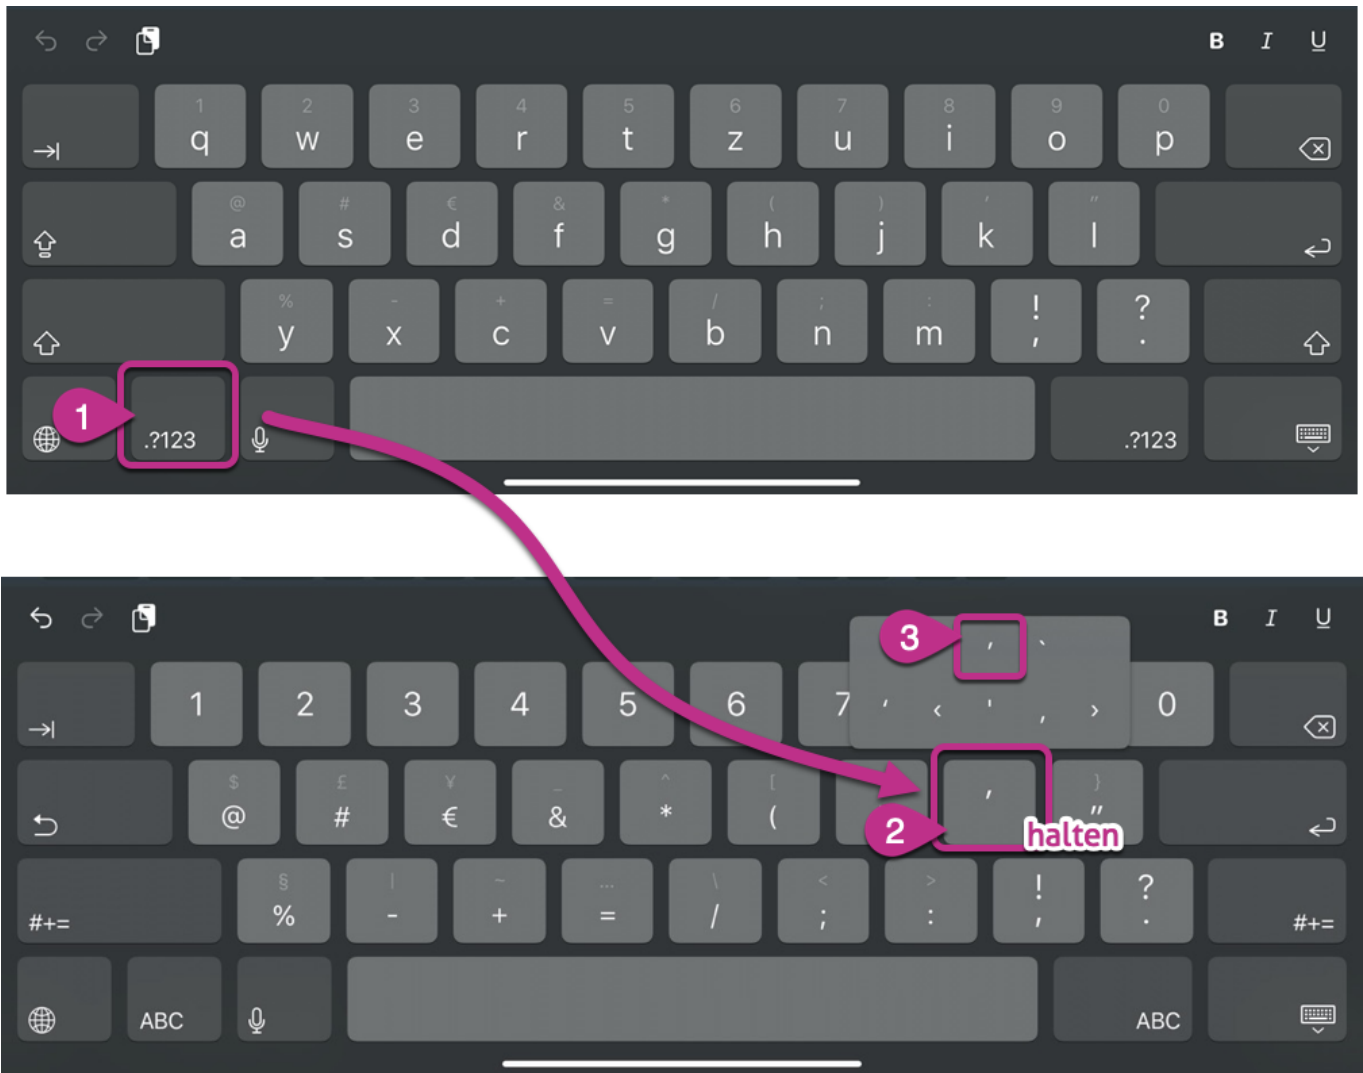 B I U
1 2 3 4 5 6 7 8 9 0
q w e r t z u i o p
@ # € & * ( ) ′ ″
a s d f g h j k l
% - + = / ; : ! ?
y x c v b n m , .
1 .?123 .?123
B I U
3 ′ `
1 2 3 4 5 6 7 ‘ ‹ ' , › 0
$ £ ¥ _ ^ [ }
@ # € & * ( ′ ″
2 halten
§ | ~ … \ < > ! ?
#+= % - + = / ; : , . #+=
ABC ABC